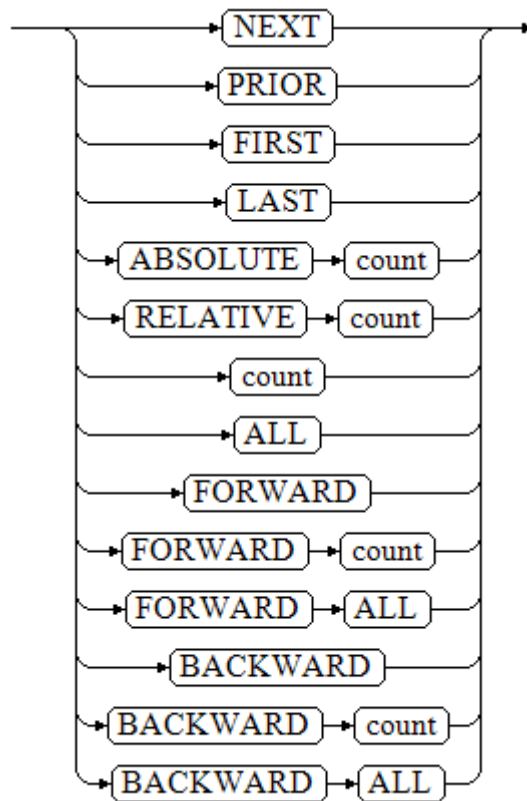 NEXT
PRIOR
FIRST
LAST
ABSOLUTE count
RELATIVE count
count
ALL
FORWARD
FORWARD count
FORWARD ALL
BACKWARD
BACKWARD count
BACKWARD ALL